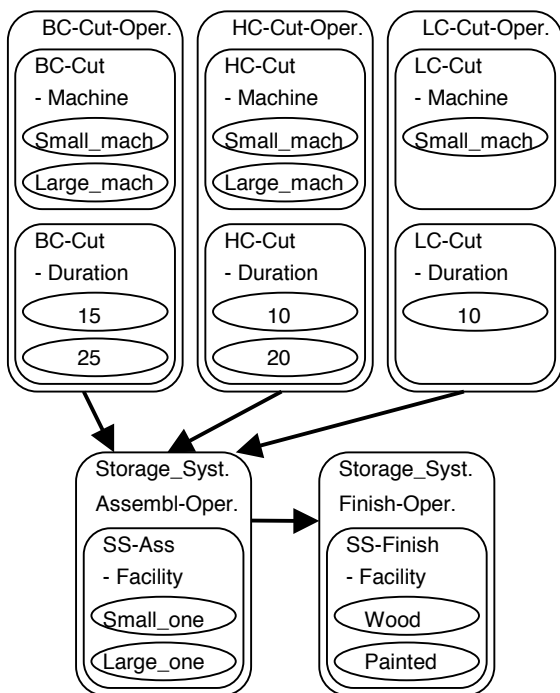 BC-Cut-Oper.
BC-Cut
- Machine
Small_mach
Large_mach
BC-Cut
- Duration
15
25
HC-Cut-Oper.
HC-Cut
- Machine
Small_mach
Large_mach
HC-Cut
- Duration
10
20
LC-Cut-Oper.
LC-Cut
- Machine
Small_mach
LC-Cut
- Duration
10
Storage_Syst.
Assembl-Oper.
SS-Ass
- Facility
Small_one
Large_one
Storage_Syst.
Finish-Oper.
SS-Finish
- Facility
Wood
Painted